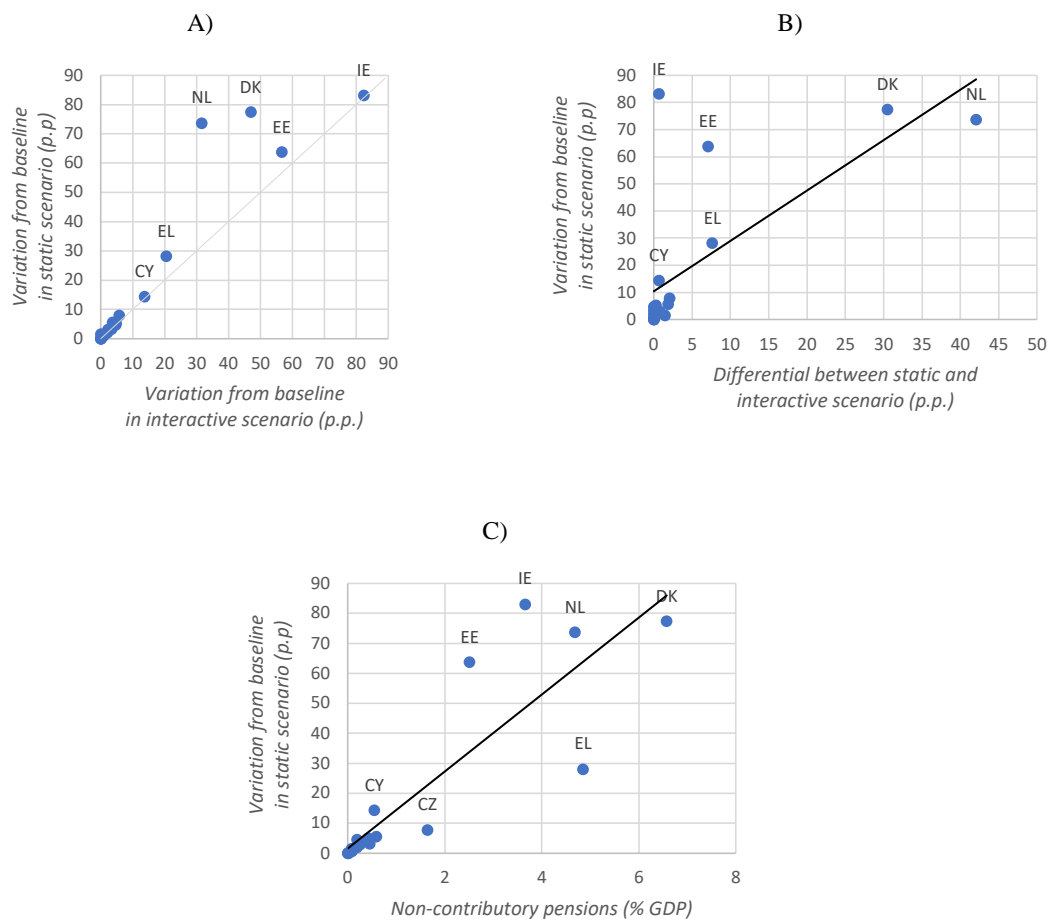 A)
Variation from baseline
in static scenario (p.p)
90
80
70
60
50
40
30
20
10
0
IE
DK
NL
EE
EL
CY
0 10 20 30 40 50 60 70 80 90
Variation from baseline
in interactive scenario (p.p.)
B)
Variation from baseline
in static scenario (p.p)
90
80
70
60
50
40
30
20
10
0
IE
DK
NL
EE
EL
CY
0 5 10 15 20 25 30 35 40 45 50
Differential between static and
interactive scenario (p.p.)
C)
Variation from baseline
in static scenario (p.p)
90
80
70
60
50
40
30
20
10
0
IE
NL
DK
EE
EL
CY
CZ
0 2 4 6 8
Non-contributory pensions (% GDP)